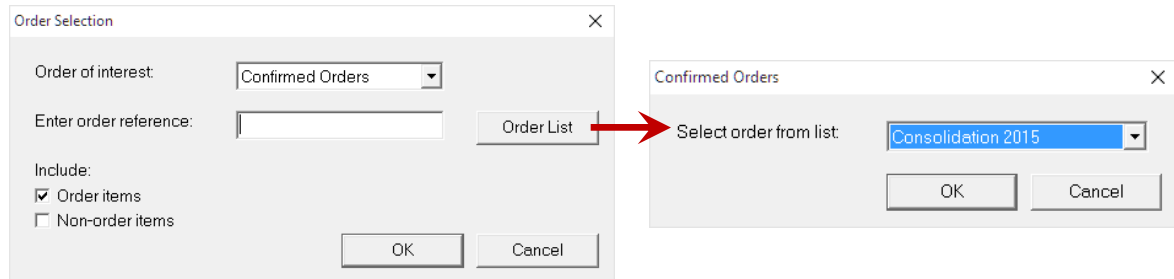 Order Selection
Order of interest:
Confirmed Orders
Enter order reference:
Order List
Include:
Order items
Non-order items
OK
Cancel
Confirmed Orders
Select order from list:
Consolidation 2015
OK
Cancel